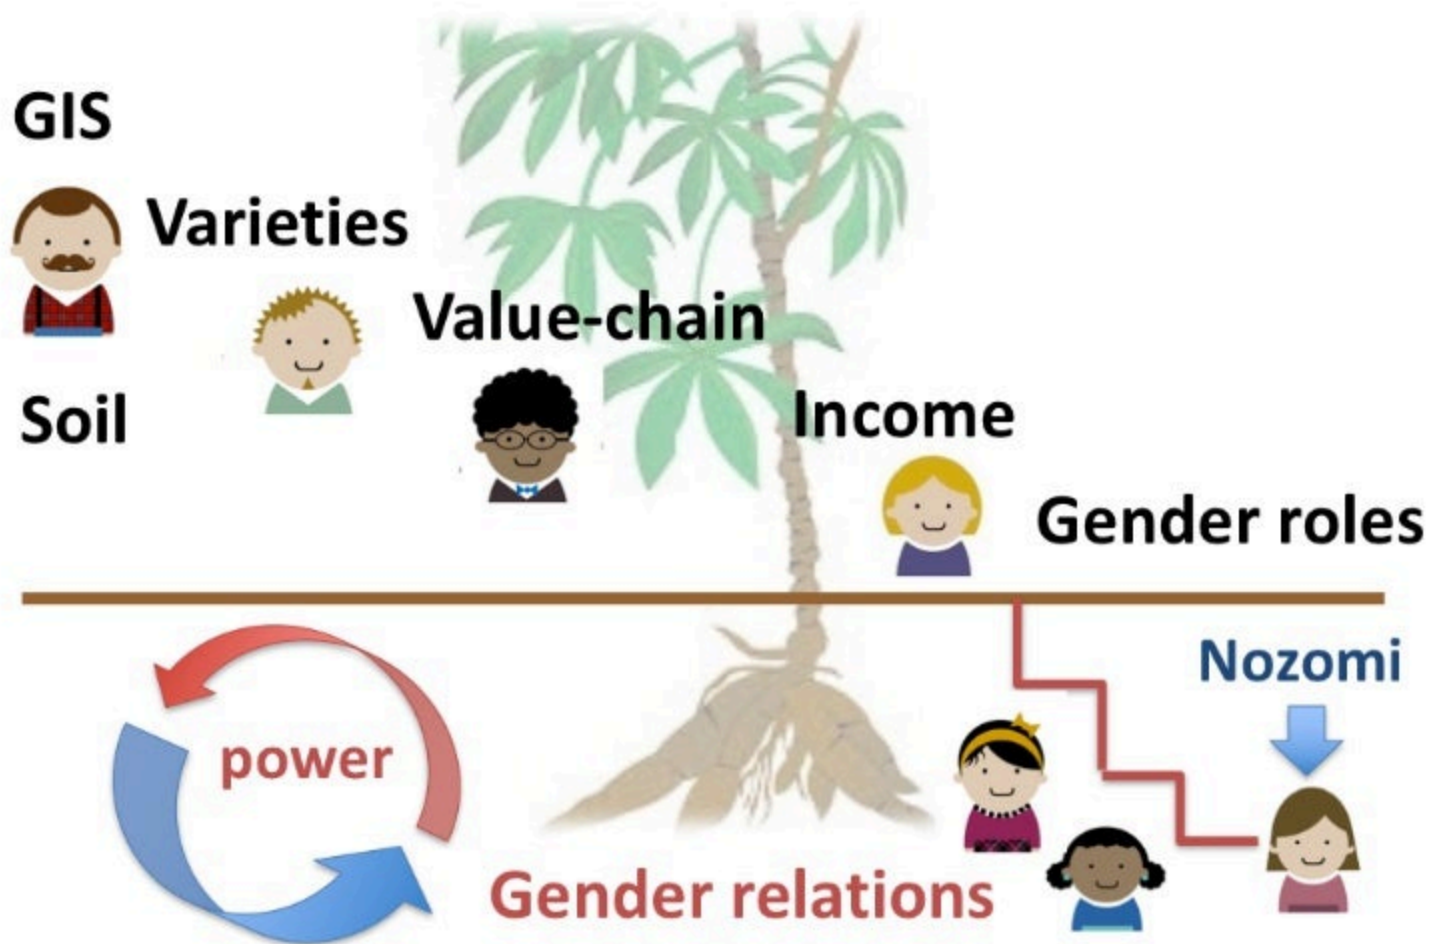 GIS
Varieties
Value-chain
Soil
Income
Gender roles
Nozomi
power
Gender relations